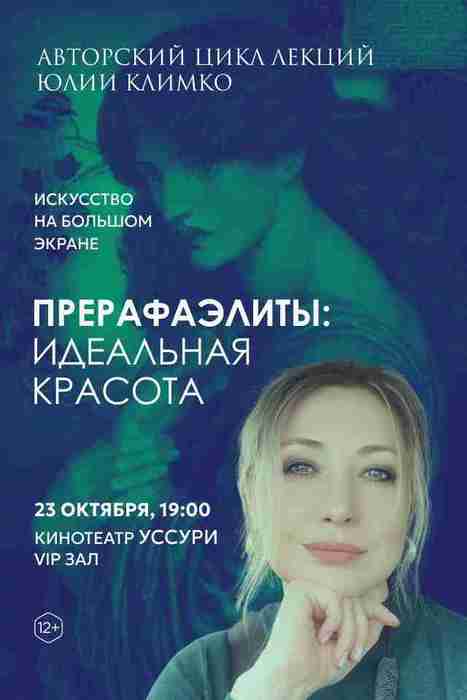 АВТОРСКИЙ ЦИКЛ ЛЕКЦИЙ
ЮЛИИ КЛИМКО
ИСКУССТВО
НА БОЛЬШОМ
ЭКРАНЕ
ПРЕРАФАЭЛИТЫ:
ИДЕАЛЬНАЯ
КРАСОТА
23 ОКТЯБРЯ, 19:00
КИНОТЕАТР УССУРИ
VIP ЗАЛ
12+